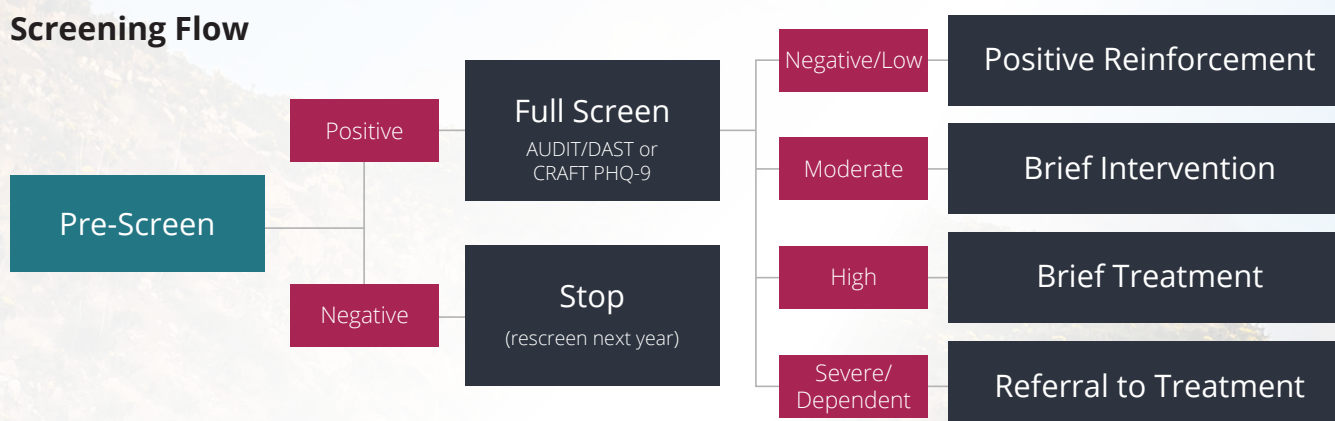 Screening Flow
Pre-Screen
Positive
Negative
Full Screen
AUDIT/DAST or
CRAFT PHQ-9
Stop
(rescreen next year)
Negative/Low
Positive Reinforcement
Moderate
Brief Intervention
High
Brief Treatment
Severe/
Dependent
Referral to Treatment